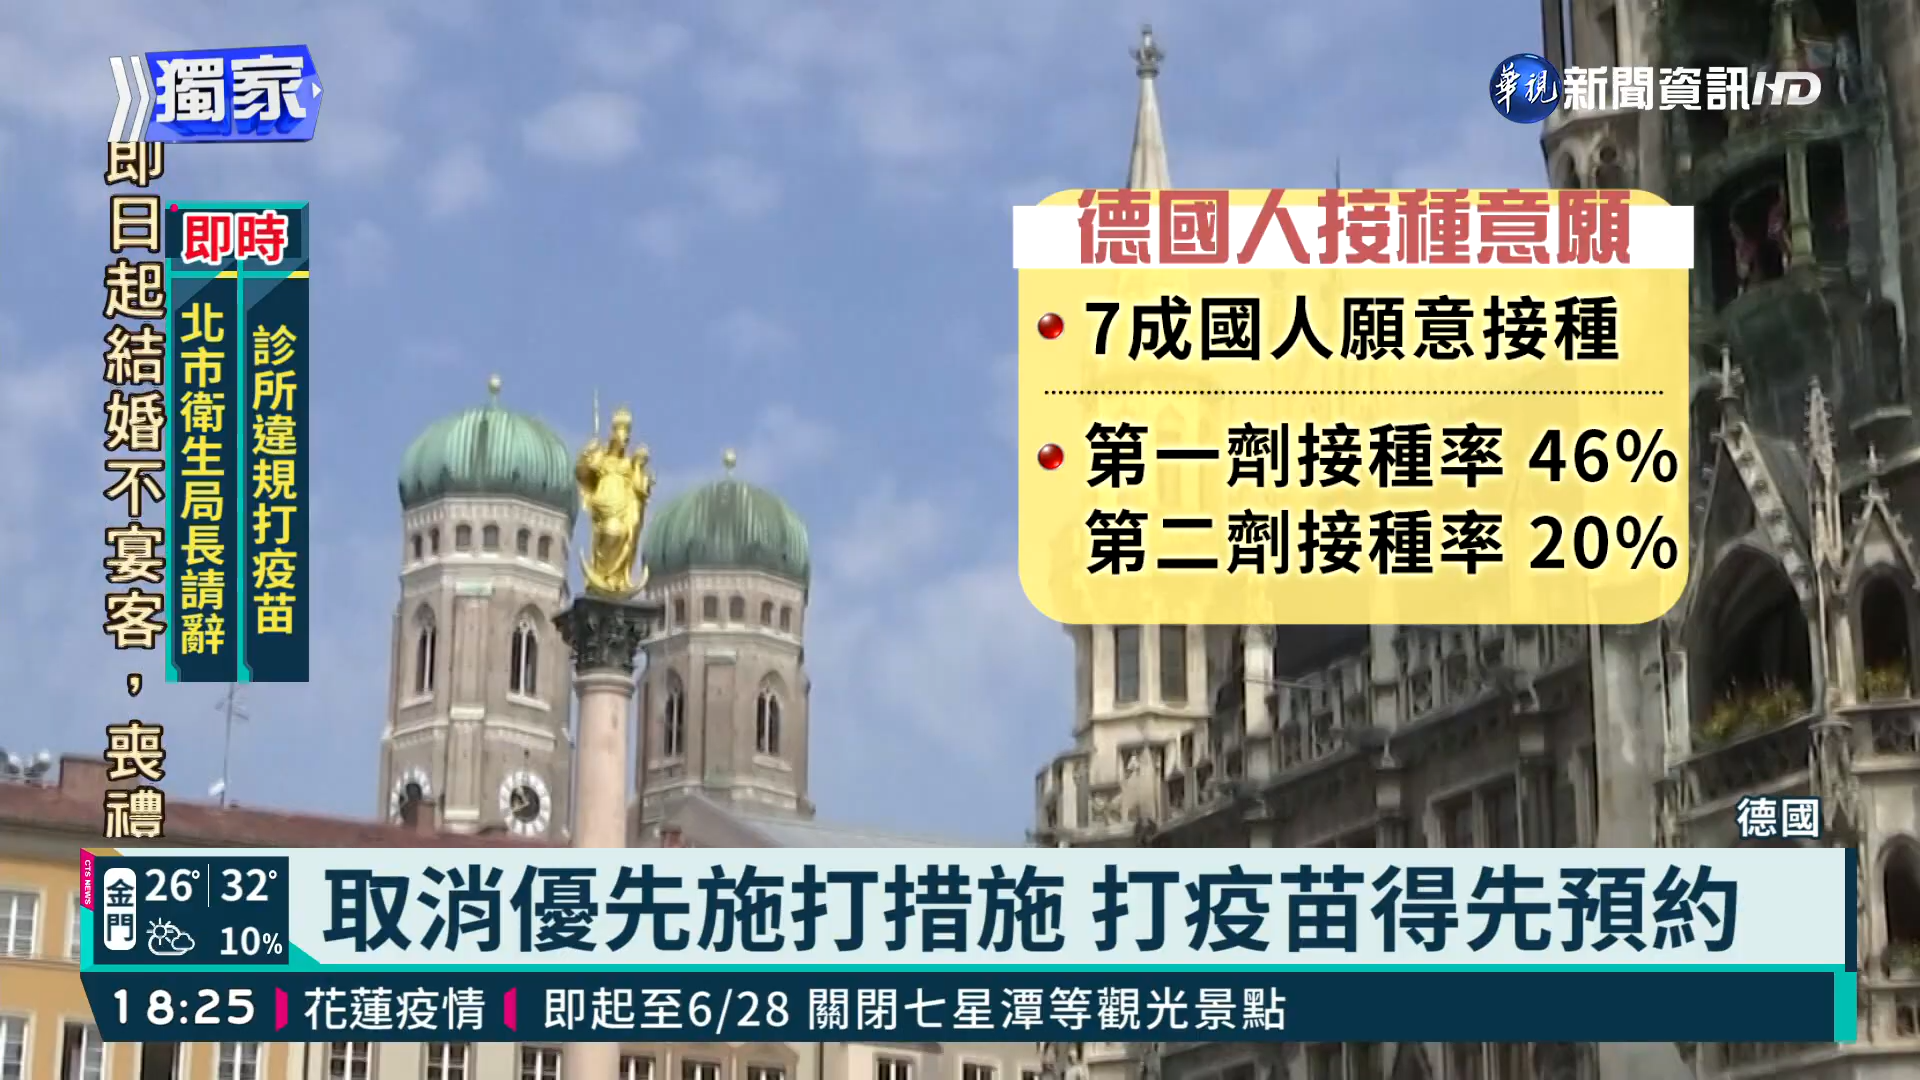 獨家
華視新聞資訊HD
即日起結婚不宴客，喪禮
即時
診所違規打疫苗
北市衛生局長請辭
德國人接種意願
7成國人願意接種
第一劑接種率 46%
第二劑接種率 20%
德國
CTS NEWS
金門
26° 32°
10%
取消優先施打措施 打疫苗得先預約
18:25 花蓮疫情 即起至6/28 關閉七星潭等觀光景點